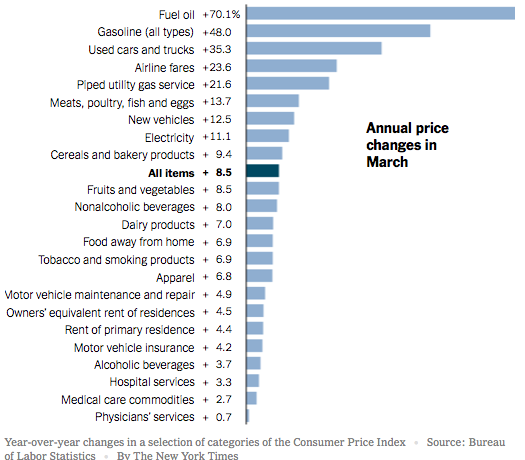 Fuel oil +70.1%
Gasoline (all types) +48.0
Used cars and trucks +35.3
Airline fares +23.6
Piped utility gas service +21.6
Meats, poultry, fish and eggs +13.7
New vehicles +12.5
Electricity +11.1
Cereals and bakery products + 9.4
All items + 8.5
Fruits and vegetables + 8.5
Nonalcoholic beverages + 8.0
Dairy products + 7.0
Food away from home + 6.9
Tobacco and smoking products + 6.9
Apparel + 6.8
Motor vehicle maintenance and repair + 4.9
Owners’ equivalent rent of residences + 4.5
Rent of primary residence + 4.4
Motor vehicle insurance + 4.2
Alcoholic beverages + 3.7
Hospital services + 3.3
Medical care commodities + 2.7
Physicians’ services + 0.7
Annual price
changes in
March
Year-over-year changes in a selection of categories of the Consumer Price Index • Source: Bureau
of Labor Statistics • By The New York Times